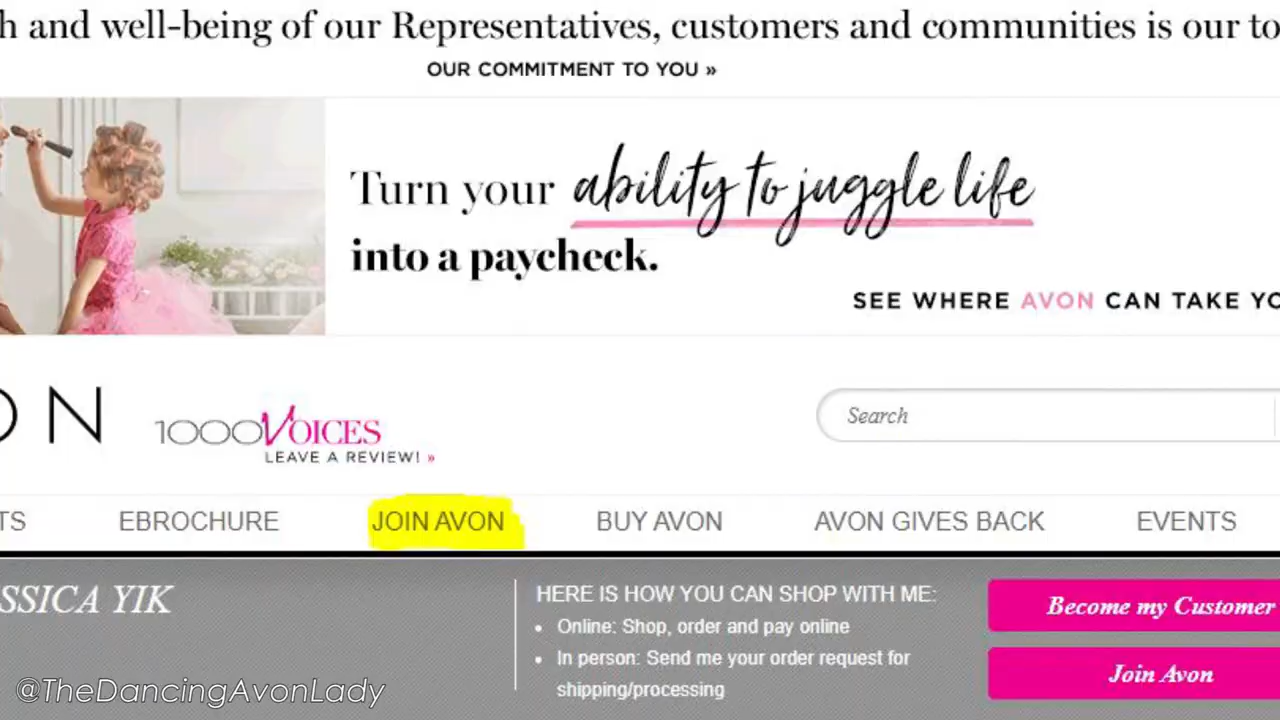 h and well-being of our Representatives, customers and communities is our to
OUR COMMITMENT TO YOU »
Turn your ability to juggle life
into a paycheck.
SEE WHERE AVON CAN TAKE YO
ON
1000 VOICES
LEAVE A REVIEW! »
Search
TS EBROCHURE JOIN AVON BUY AVON AVON GIVES BACK EVENTS
SSICA YIK
HERE IS HOW YOU CAN SHOP WITH ME:
• Online: Shop, order and pay online
• In person: Send me your order request for
shipping/processing
Become my Customer
Join Avon
@TheDancingAvonLady